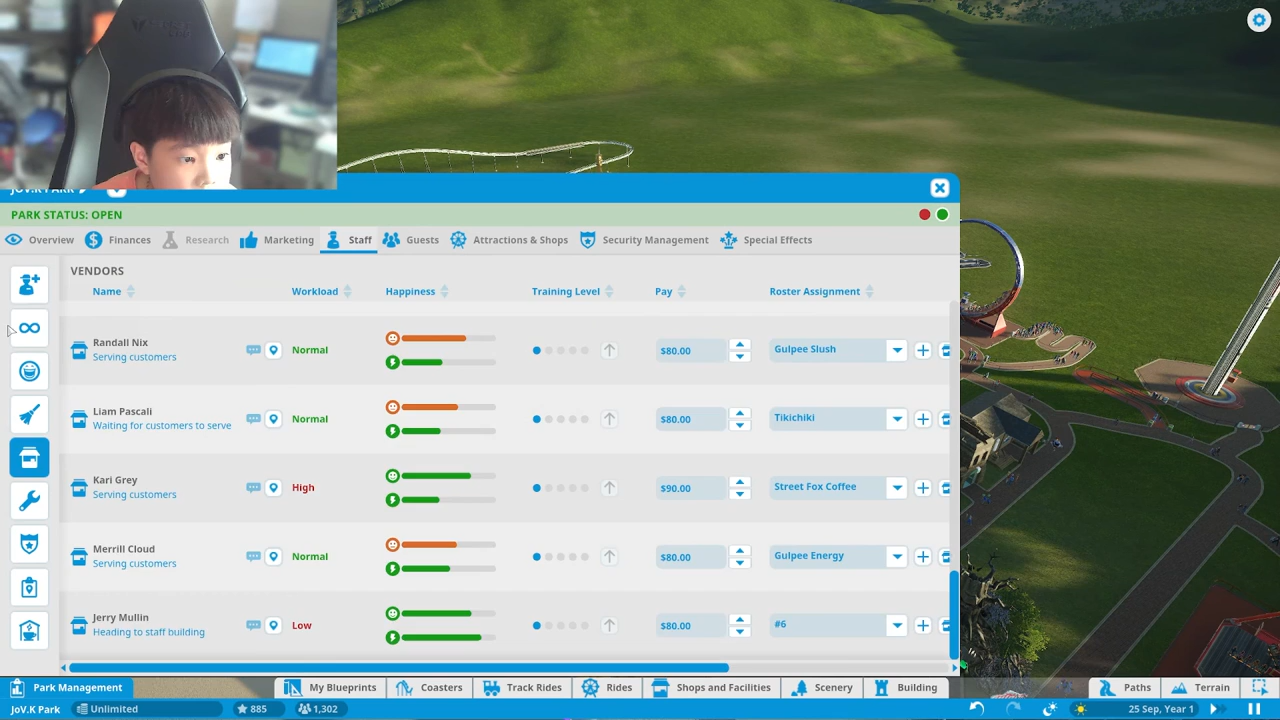 JOV.K PARK
PARK STATUS: OPEN
Overview Finances Research Marketing Staff Guests Attractions & Shops Security Management Special Effects
VENDORS
Name Workload Happiness Training Level Pay Roster Assignment
Randall Nix
Serving customers
Normal $80.00 Gulpee Slush
Liam Pascali
Waiting for customers to serve
Normal $80.00 Tikichiki
Kari Grey
Serving customers
High $90.00 Street Fox Coffee
Merrill Cloud
Serving customers
Normal $80.00 Gulpee Energy
Jerry Mullin
Heading to staff building
Low $80.00 #6
Park Management My Blueprints Coasters Track Rides Rides Shops and Facilities Scenery Building Paths Terrain
JoV.K Park Unlimited 885 1,302 25 Sep, Year 1